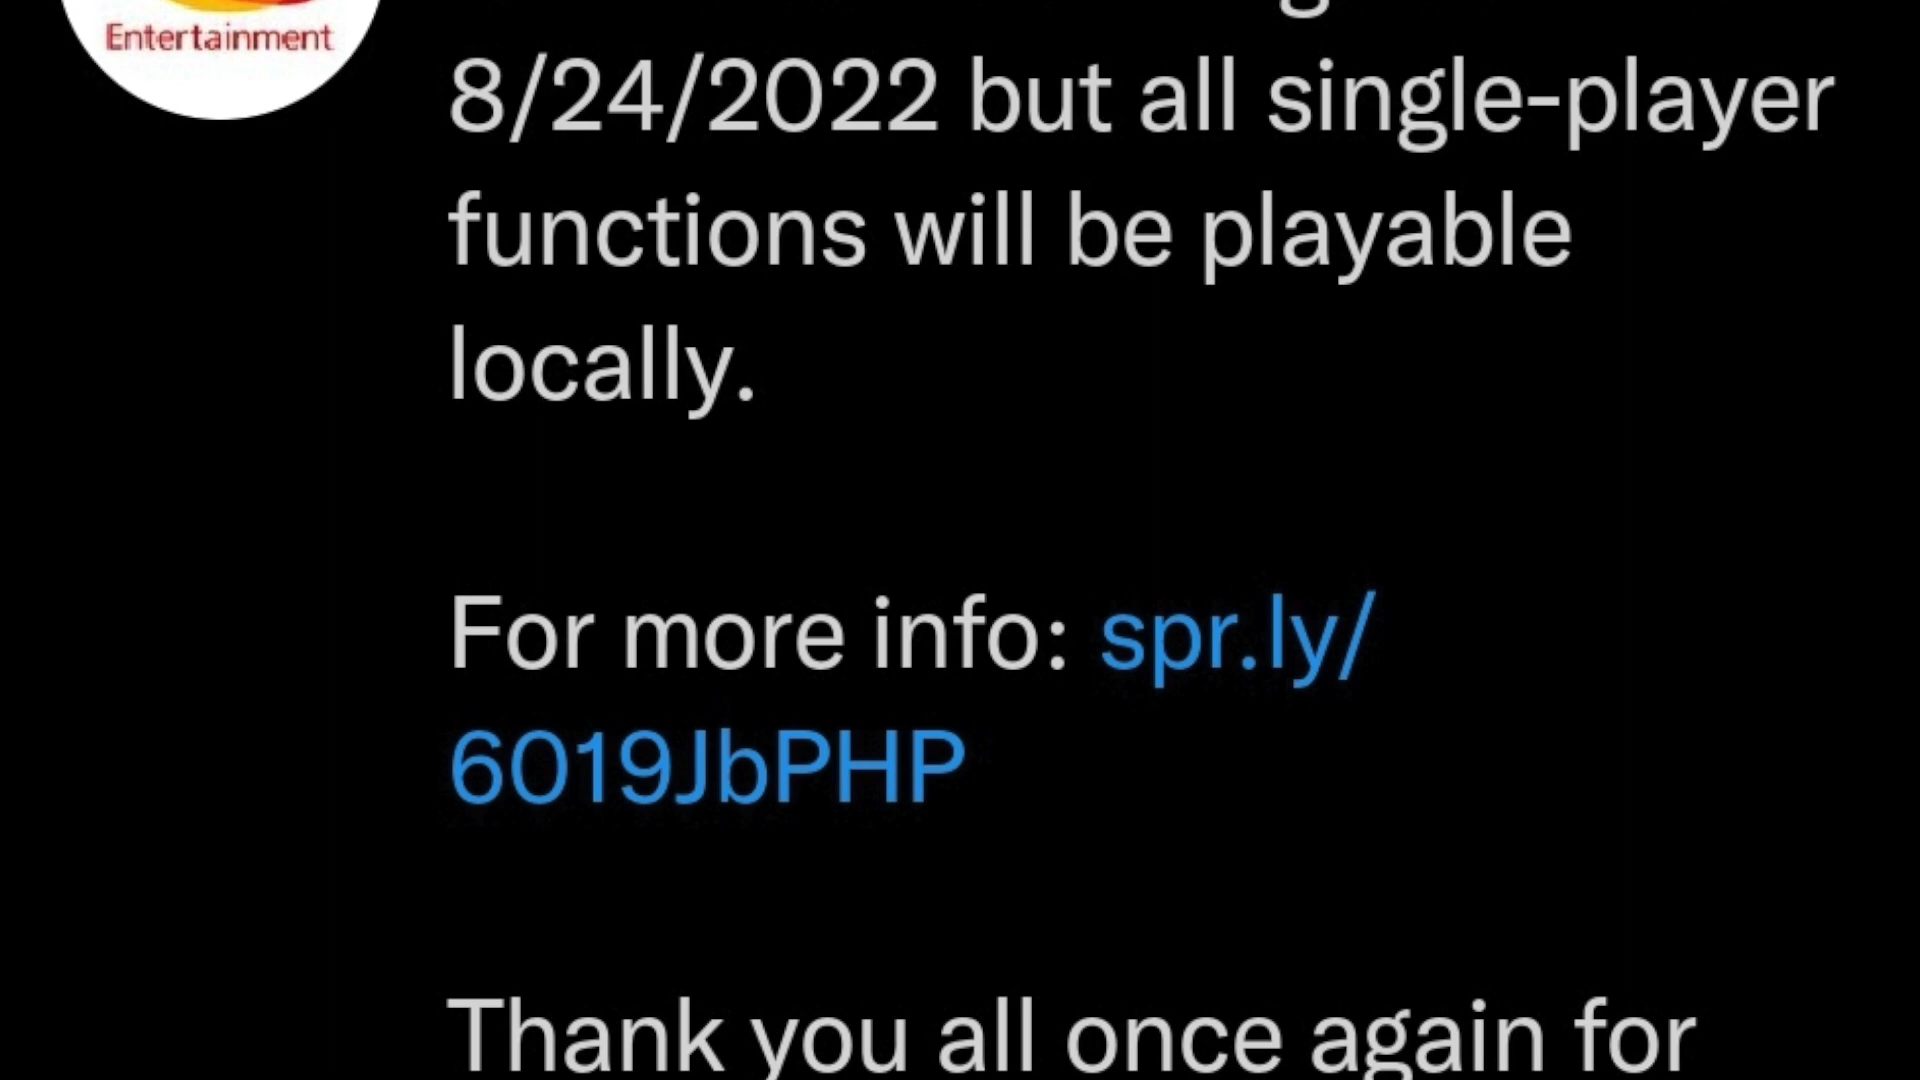 Entertainment
8/24/2022 but all single-player
functions will be playable
locally.
For more info: spr.ly/
6019JbPHP
Thank you all once again for